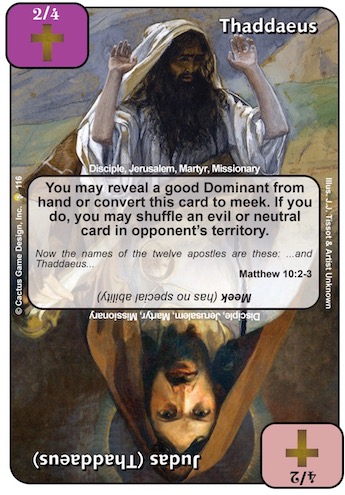 2/4
Thaddaeus
Disciple, Jerusalem, Martyr, Missionary
You may reveal a good Dominant from
hand or convert this card to meek. If you
do, you may shuffle an evil or neutral
card in opponent's territory.
Now the names of the twelve apostles are these: ...and
Thaddaeus...
Matthew 10:2-3
© Cactus Game Design, Inc. 116
Illus. J.J. Tissot & Artist Unknown
Meek (has no special ability)
Disciple, Jerusalem, Martyr, Missionary
Judas (Thaddaeus)
4/2